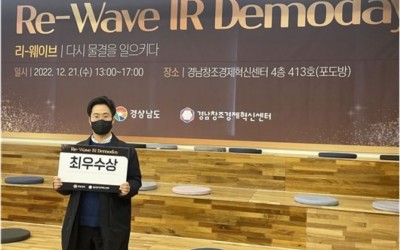 Re-Wave IR Demoday
리-웨이브 | 다시 물결을 일으키다
일시 : 2022. 12.21.(수) 13:00~17:00 장소 : 경남창조경제혁신센터 4층 413호(포도방)
경상남도 경남창조경제혁신센터
Re-Wave IR Demoday
최우수상